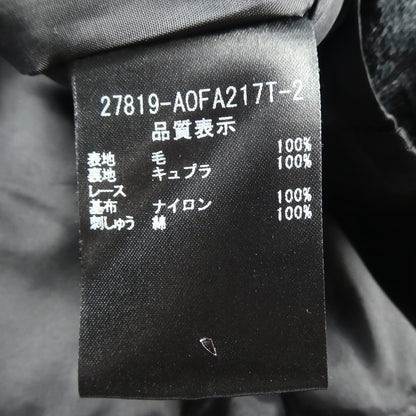 27819-A0FA217T-2
品質表示
表地 毛 100%
裏地 キュプラ 100%
レース
基布 ナイロン 100%
刺しゅう 綿 100%